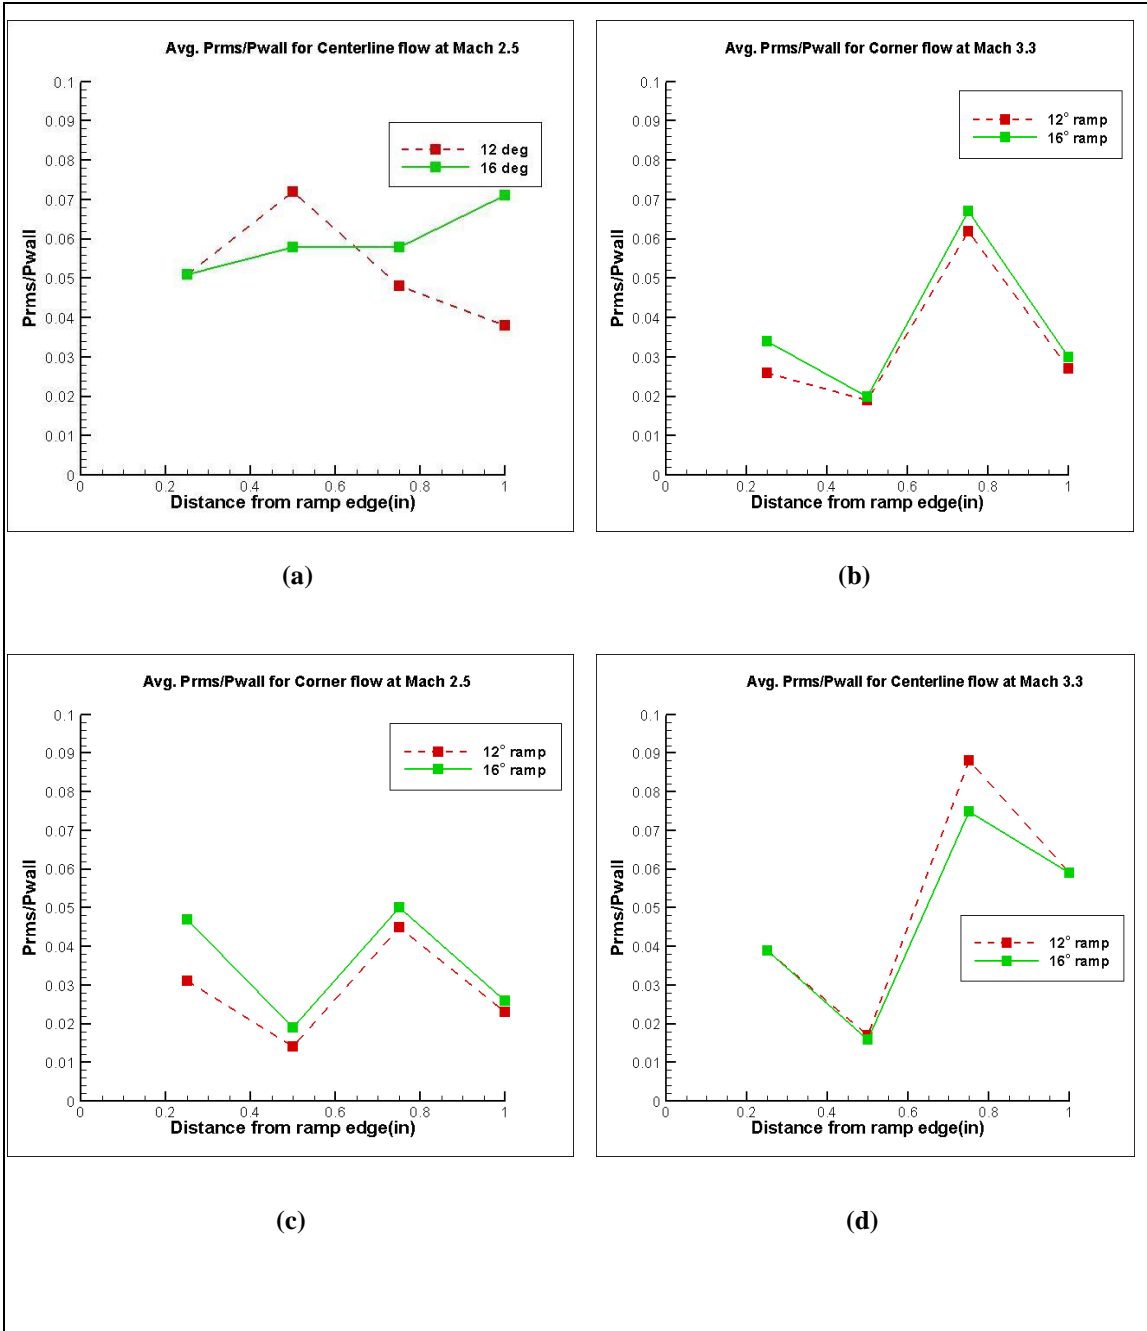 Avg. Prms/Pwall for Centerline flow at Mach 2.5
0.1
0.09
0.08
0.07
0.06
0.05
0.04
0.03
0.02
0.01
0
Prms/Pwall
12 deg
16 deg
0 0.2 0.4 0.6 0.8 1
Distance from ramp edge(in)
(a)
Avg. Prms/Pwall for Corner flow at Mach 3.3
0.1
0.09
0.08
0.07
0.06
0.05
0.04
0.03
0.02
0.01
0
Prms/Pwall
12° ramp
16° ramp
0 0.2 0.4 0.6 0.8 1
Distance from ramp edge(in)
(b)
Avg. Prms/Pwall for Corner flow at Mach 2.5
0.1
0.09
0.08
0.07
0.06
0.05
0.04
0.03
0.02
0.01
0
Prms/Pwall
12° ramp
16° ramp
0 0.2 0.4 0.6 0.8 1
Distance from ramp edge(in)
(c)
Avg. Prms/Pwall for Centerline flow at Mach 3.3
0.1
0.09
0.08
0.07
0.06
0.05
0.04
0.03
0.02
0.01
0
Prms/Pwall
12° ramp
16° ramp
0 0.2 0.4 0.6 0.8 1
Distance from ramp edge(in)
(d)